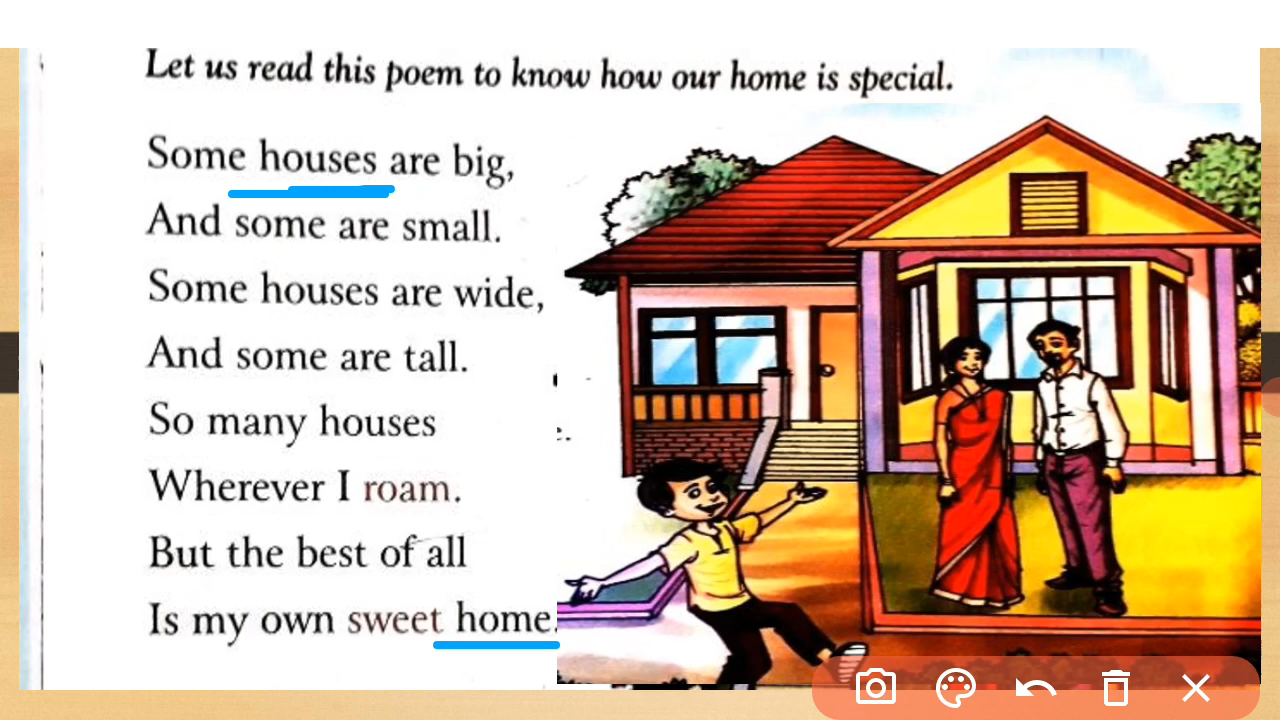 Let us read this poem to know how our home is special.
Some houses are big,
And some are small.
Some houses are wide,
And some are tall.
So many houses
Wherever I roam.
But the best of all
Is my own sweet home.